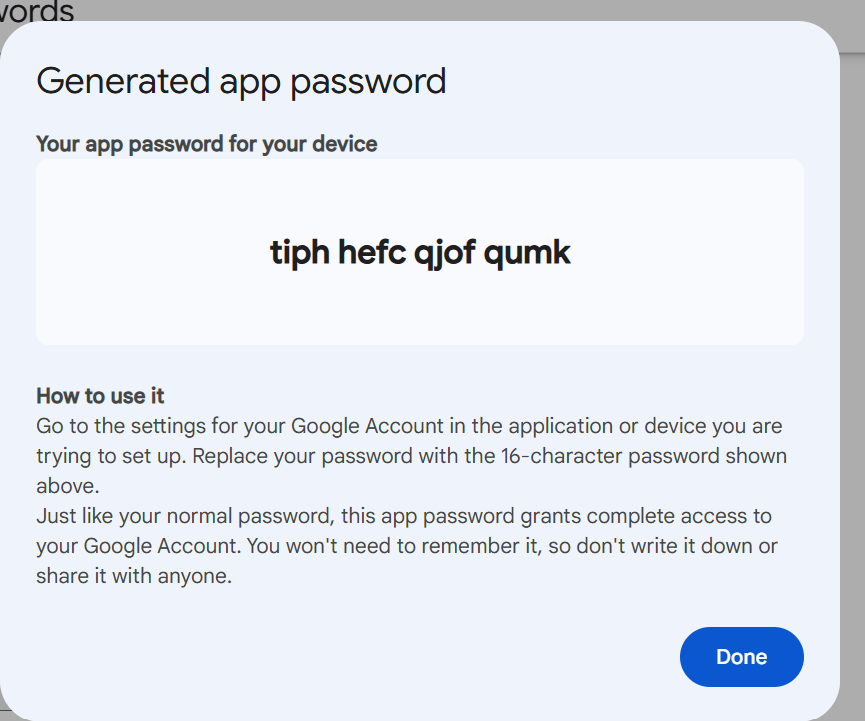 words
Generated app password
Your app password for your device
tiph hefc qjof qumk
How to use it
Go to the settings for your Google Account in the application or device you are
trying to set up. Replace your password with the 16-character password shown
above.
Just like your normal password, this app password grants complete access to
your Google Account. You won't need to remember it, so don't write it down or
share it with anyone.
Done